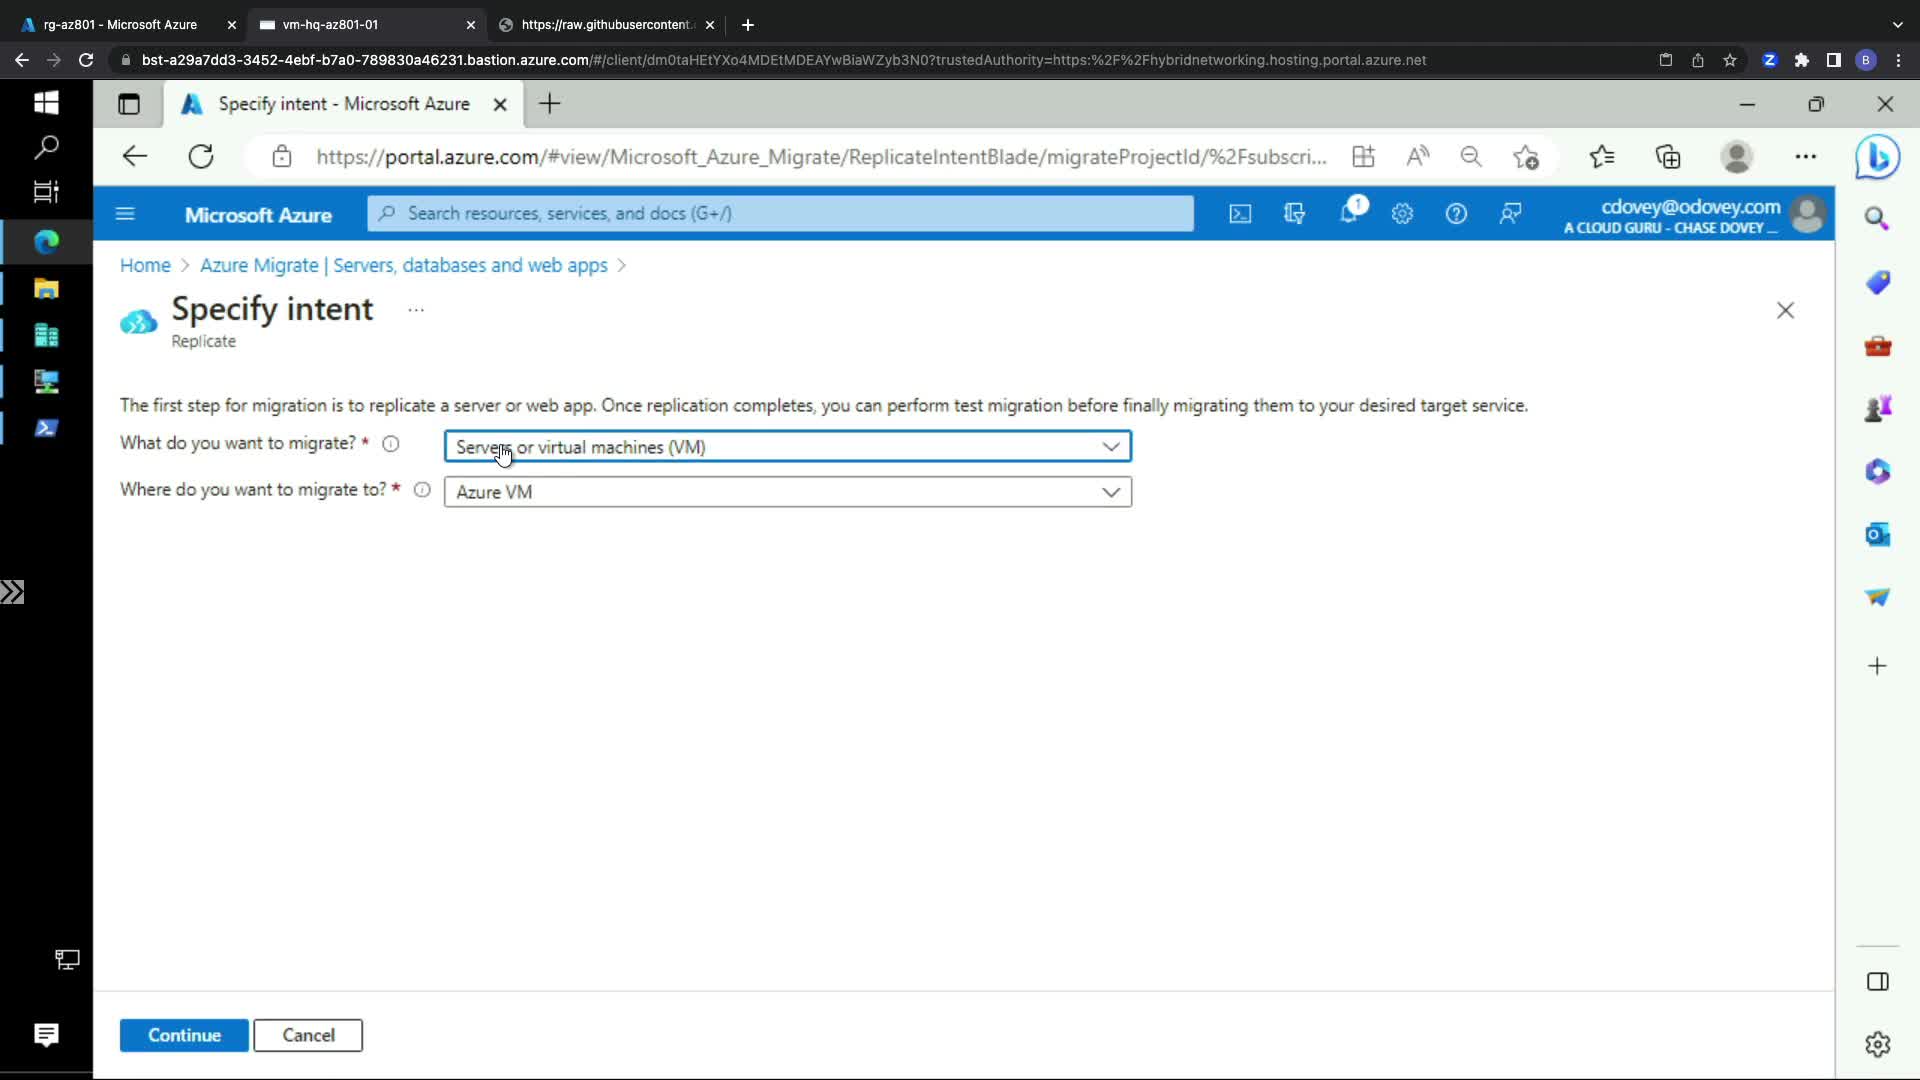 rg-az801 - Microsoft Azure
vm-hq-az801-01
https://raw.githubusercontent.
bst-a29a7dd3-3452-4ebf-b7a0-789830a46231.bastion.azure.com/#/client/dm0taHEtYXo4MDEtMDEAYwBiaWZyb3N0?trustedAuthority=https:%2F%2Fhybridnetworking.hosting.portal.azure.net
B
Specify intent - Microsoft Azure
https://portal.azure.com/#view/Microsoft_Azure_Migrate/ReplicateIntentBlade/migrateProjectId/%2Fsubscri...
Microsoft Azure
Search resources, services, and docs (G+/)
1
cdovey@odovey.com
A CLOUD GURU - CHASE DOVEY ...
Home > Azure Migrate | Servers, databases and web apps >
Specify intent ...
Replicate
The first step for migration is to replicate a server or web app. Once replication completes, you can perform test migration before finally migrating them to your desired target service.
What do you want to migrate? *
Servers or virtual machines (VM)
Where do you want to migrate to? *
Azure VM
Continue
Cancel